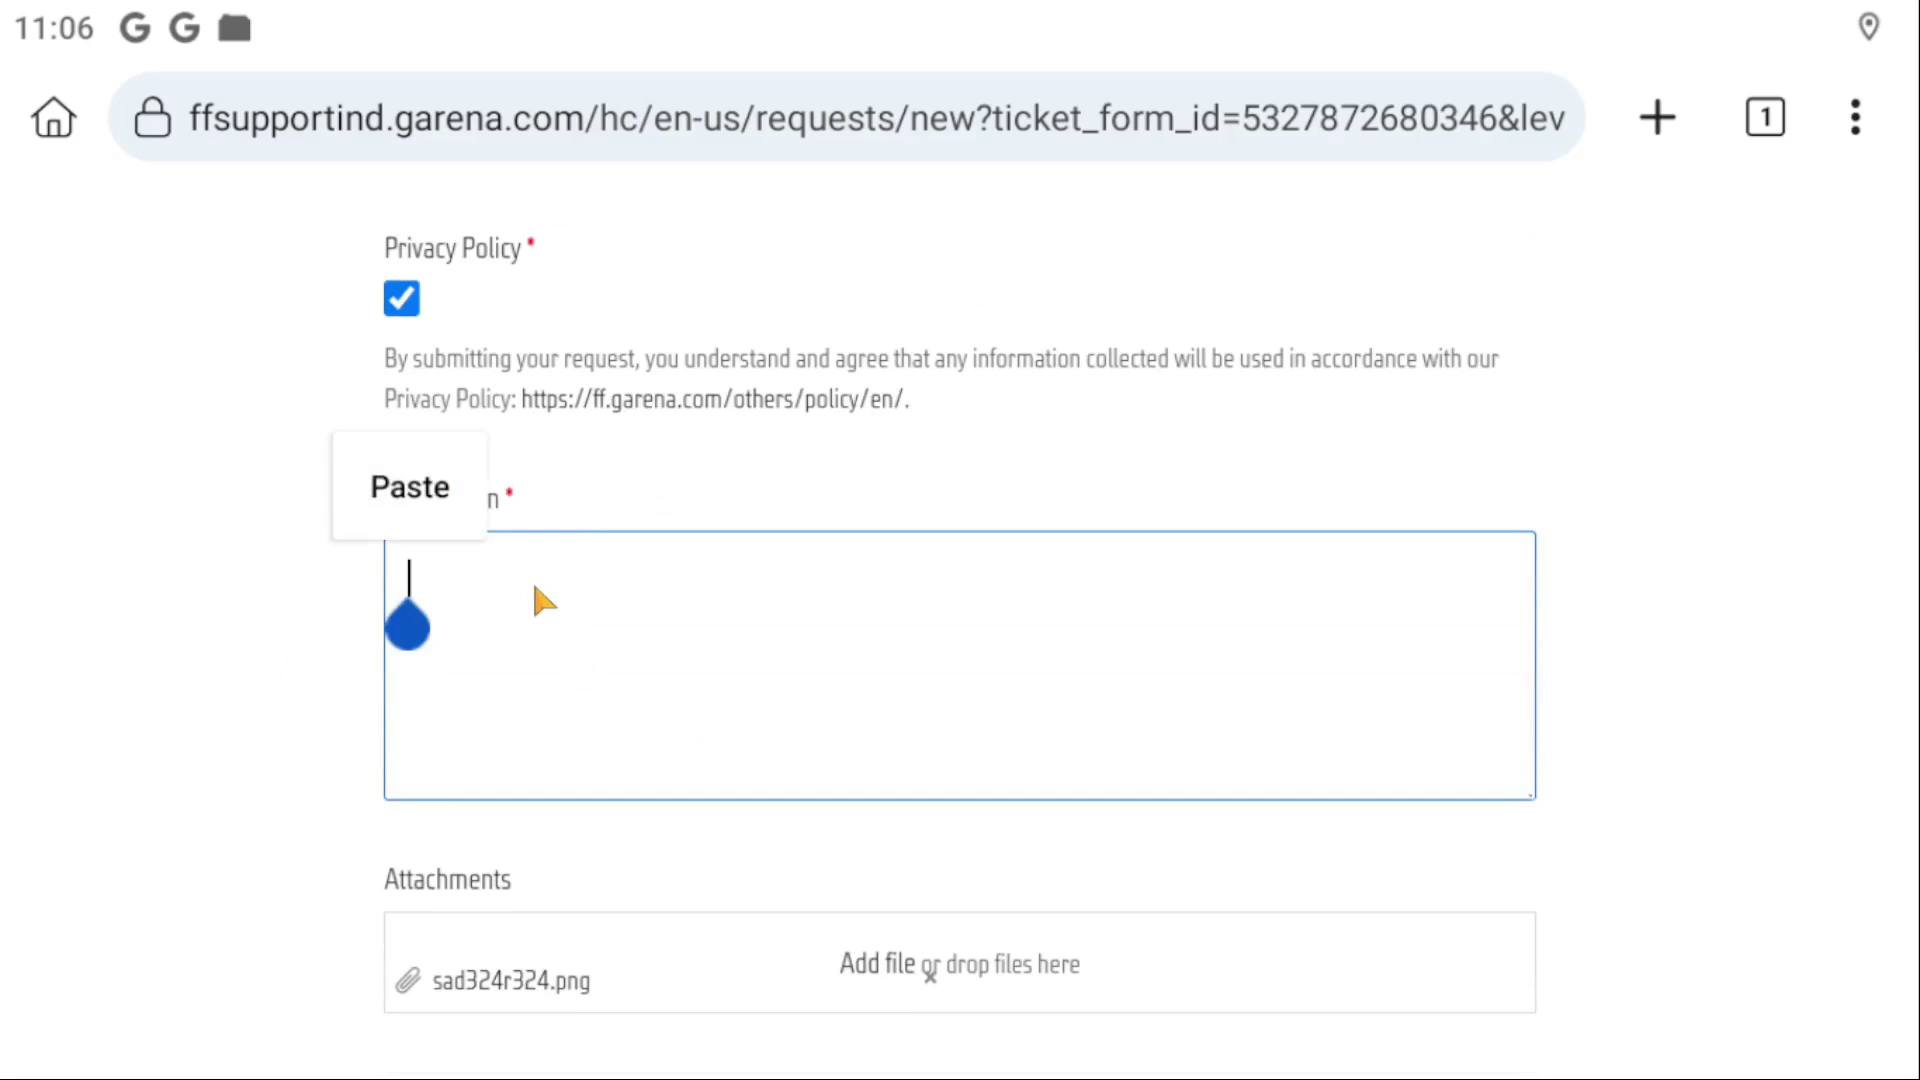 11:06 G G
ffsupportind.garena.com/hc/en-us/requests/new?ticket_form_id=5327872680346&lev
1
Privacy Policy *
By submitting your request, you understand and agree that any information collected will be used in accordance with our
Privacy Policy: https://ff.garena.com/others/policy/en/.
Paste
n *
Attachments
Add file or drop files here
sad324r324.png